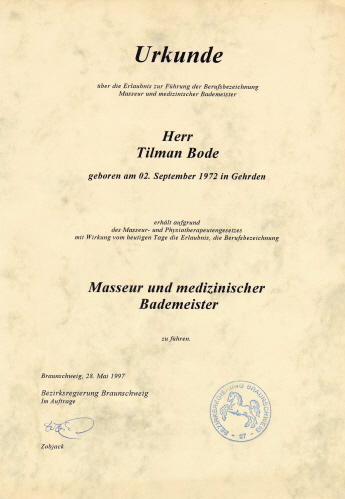 Urkunde
über die Erlaubnis zur Führung der Berufsbezeichnung
Masseur und medizinischer Bademeister
Herr
Tilman Bode
geboren am 02. September 1972 in Gehrden
erhält aufgrund
des Masseur- und Physiotherapeutengesetzes
mit Wirkung vom heutigen Tage die Erlaubnis, die Berufsbezeichnung
Masseur und medizinischer
Bademeister
zu führen.
Braunschweig, 28. Mai 1997
Bezirksregierung Braunschweig
Im Auftrage
Zobjack
BEZIRKSREGIERUNG BRAUNSCHWEIG